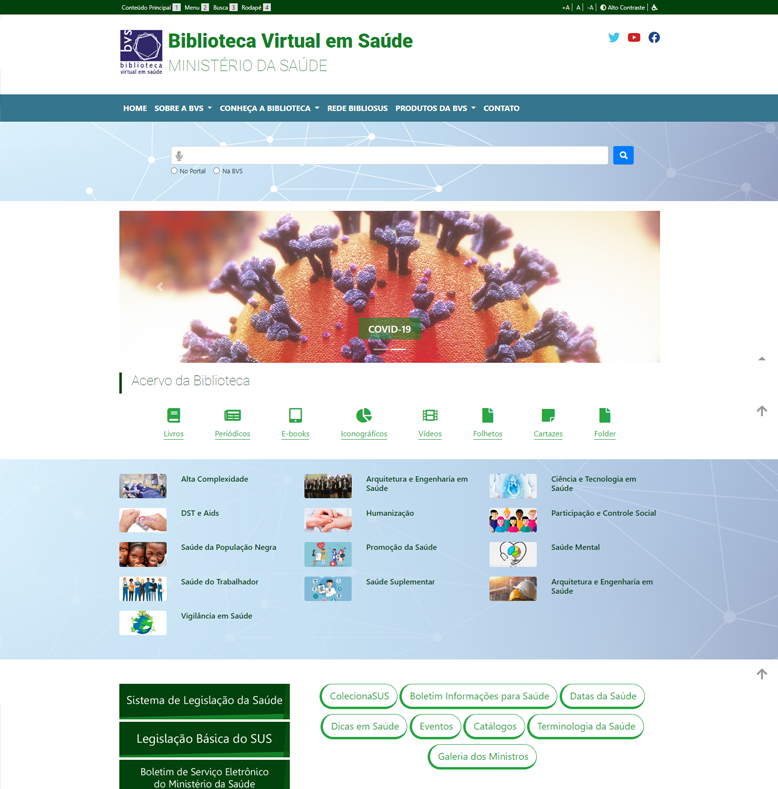 Conteúdo Principal 1 Menu 2 Busca 3 Rodapé 4
+A | A | -A | Alto Contraste |
BVS
biblioteca
virtual em saúde
Biblioteca Virtual em Saúde
MINISTÉRIO DA SAÚDE
HOME SOBRE A BVS CONHEÇA A BIBLIOTECA REDE BIBLIOSUS PRODUTOS DA BVS CONTATO
No Portal Na BVS
COVID-19
Acervo da Biblioteca
Livros Periódicos E-books Iconográficos Vídeos Folhetos Cartazes Folder
Alta Complexidade
Arquitetura e Engenharia em
Saúde
Ciência e Tecnologia em
Saúde
DST e Aids
Humanização
Participação e Controle Social
Saúde da População Negra
Promoção da Saúde
Saúde Mental
Saúde do Trabalhador
Saúde Suplementar
Arquitetura e Engenharia em
Saúde
Vigilância em Saúde
Sistema de Legislação da Saúde
Legislação Básica do SUS
Boletim de Serviço Eletrônico
do Ministério da Saúde
ColecionaSUS Boletim Informações para Saúde Datas da Saúde
Dicas em Saúde Eventos Catálogos Terminologia da Saúde
Galeria dos Ministros